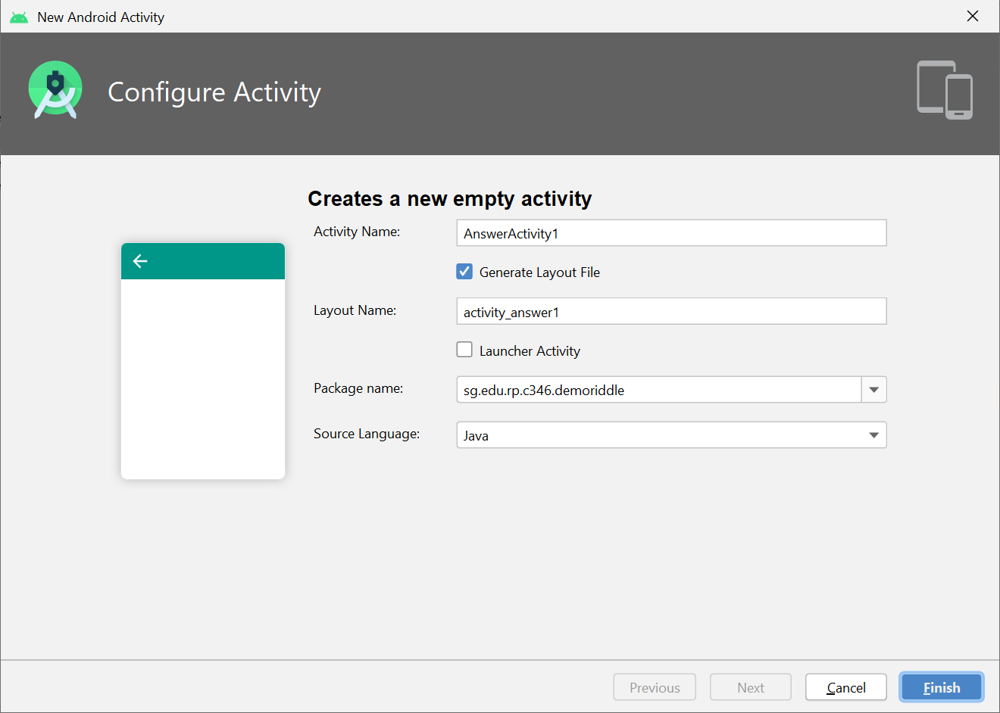 New Android Activity
Configure Activity
Creates a new empty activity
Activity Name:
AnswerActivity1
Generate Layout File
Layout Name:
activity_answer1
Launcher Activity
Package name:
sg.edu.rp.c346.demoriddle
Source Language:
Java
Previous
Next
Cancel
Finish